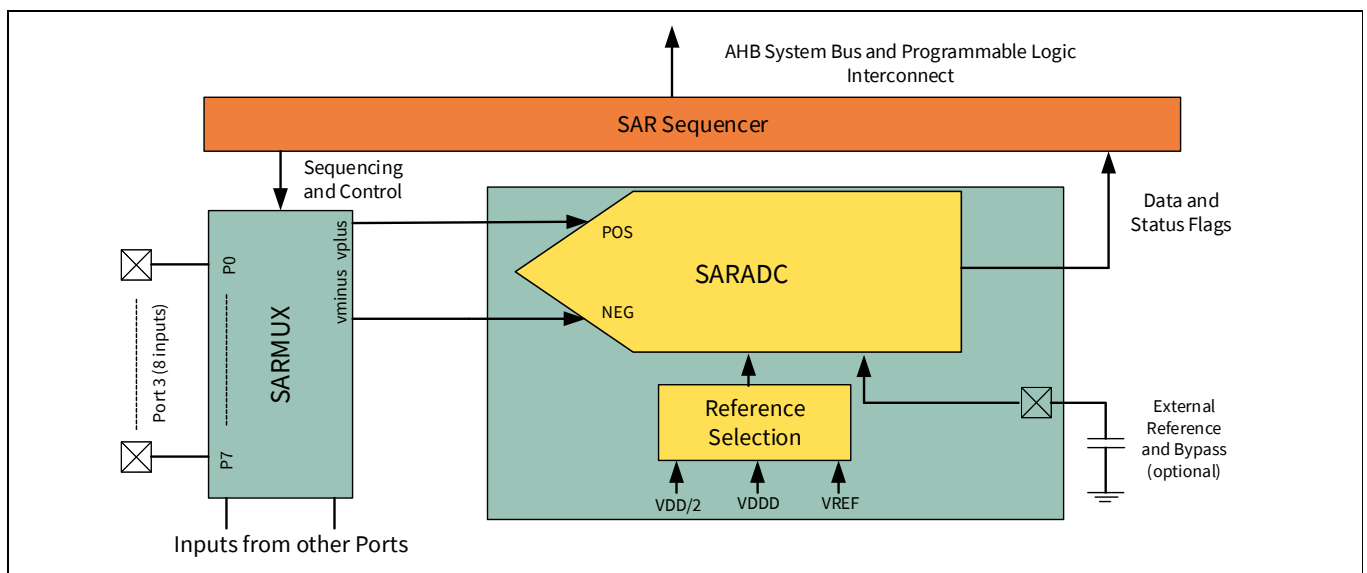 AHB System Bus and Programmable Logic
Interconnect
SAR Sequencer
Sequencing
and Control
Data and
Status Flags
vplus
vminus
POS
NEG
SARADC
P0
P7
Port 3 (8 inputs)
SARMUX
Reference
Selection
VDD/2
VDDD
VREF
External
Reference
and Bypass
(optional)
Inputs from other Ports